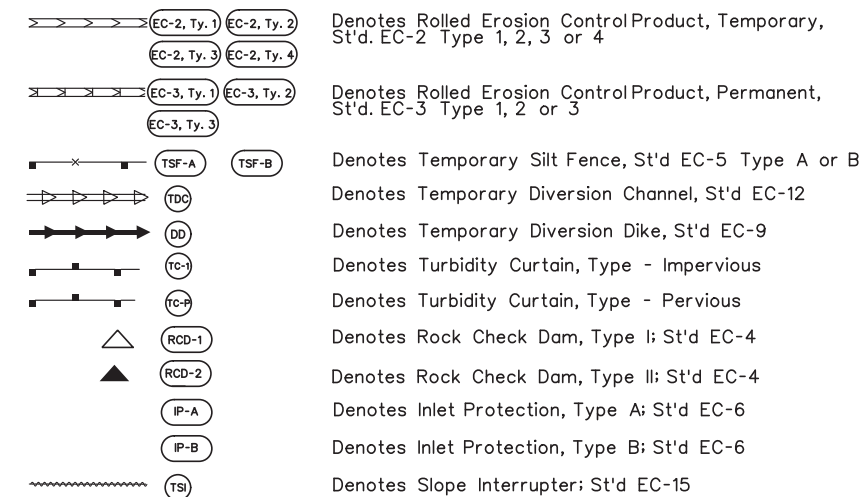 EC-2, Ty. 1 EC-2, Ty. 2 Denotes Rolled Erosion Control Product, Temporary,
St'd. EC-2 Type 1, 2, 3 or 4
EC-2, Ty. 3 EC-2, Ty. 4
EC-3, Ty. 1 EC-3, Ty. 2 Denotes Rolled Erosion Control Product, Permanent,
St'd. EC-3 Type 1, 2 or 3
EC-3, Ty. 3
TSF-A TSF-B Denotes Temporary Silt Fence, St'd EC-5 Type A or B
TDC Denotes Temporary Diversion Channel, St'd EC-12
DD Denotes Temporary Diversion Dike, St'd EC-9
TC-1 Denotes Turbidity Curtain, Type - Impervious
TC-P Denotes Turbidity Curtain, Type - Pervious
RCD-1 Denotes Rock Check Dam, Type I; St'd EC-4
RCD-2 Denotes Rock Check Dam, Type II; St'd EC-4
IP-A Denotes Inlet Protection, Type A; St'd EC-6
IP-B Denotes Inlet Protection, Type B; St'd EC-6
TSI Denotes Slope Interrupter; St'd EC-15